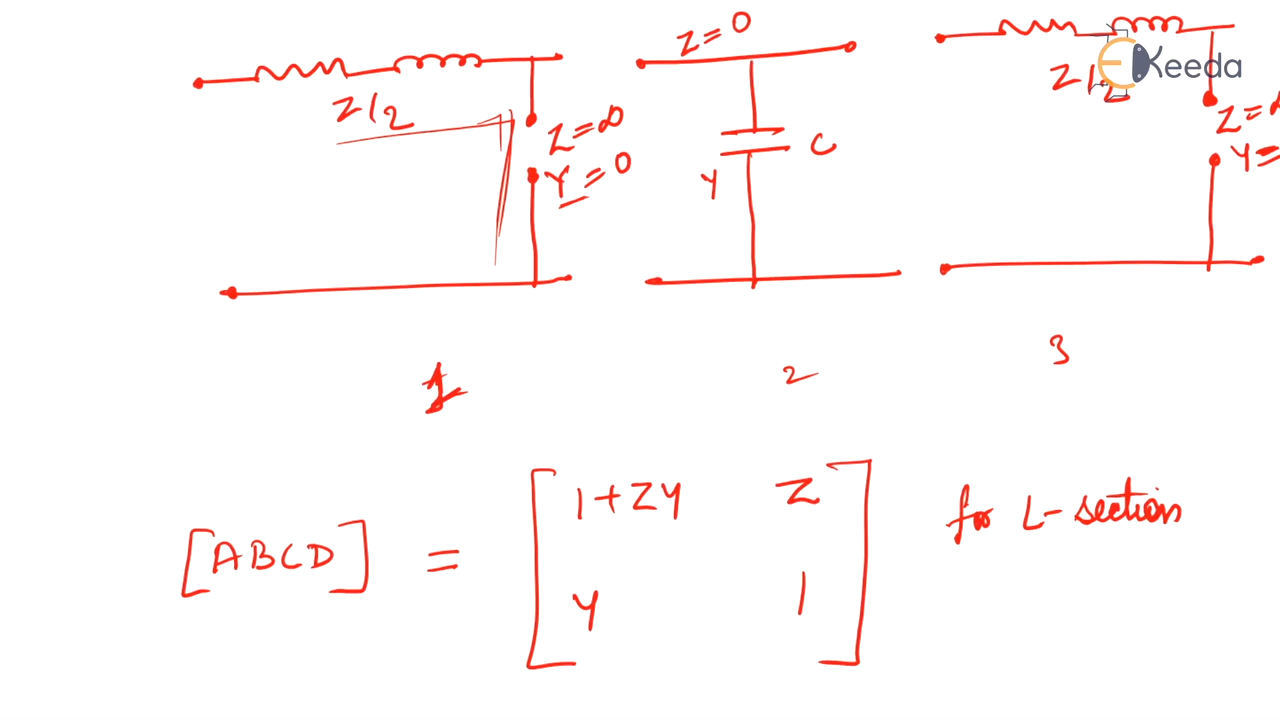 Z=0
Z/2
Z=∞
Y=0
C
Y
Z/2
Keeda
Z=∞
Y=
1
2
3
[ABCD] = [1+ZY Z
Y 1] for L-section